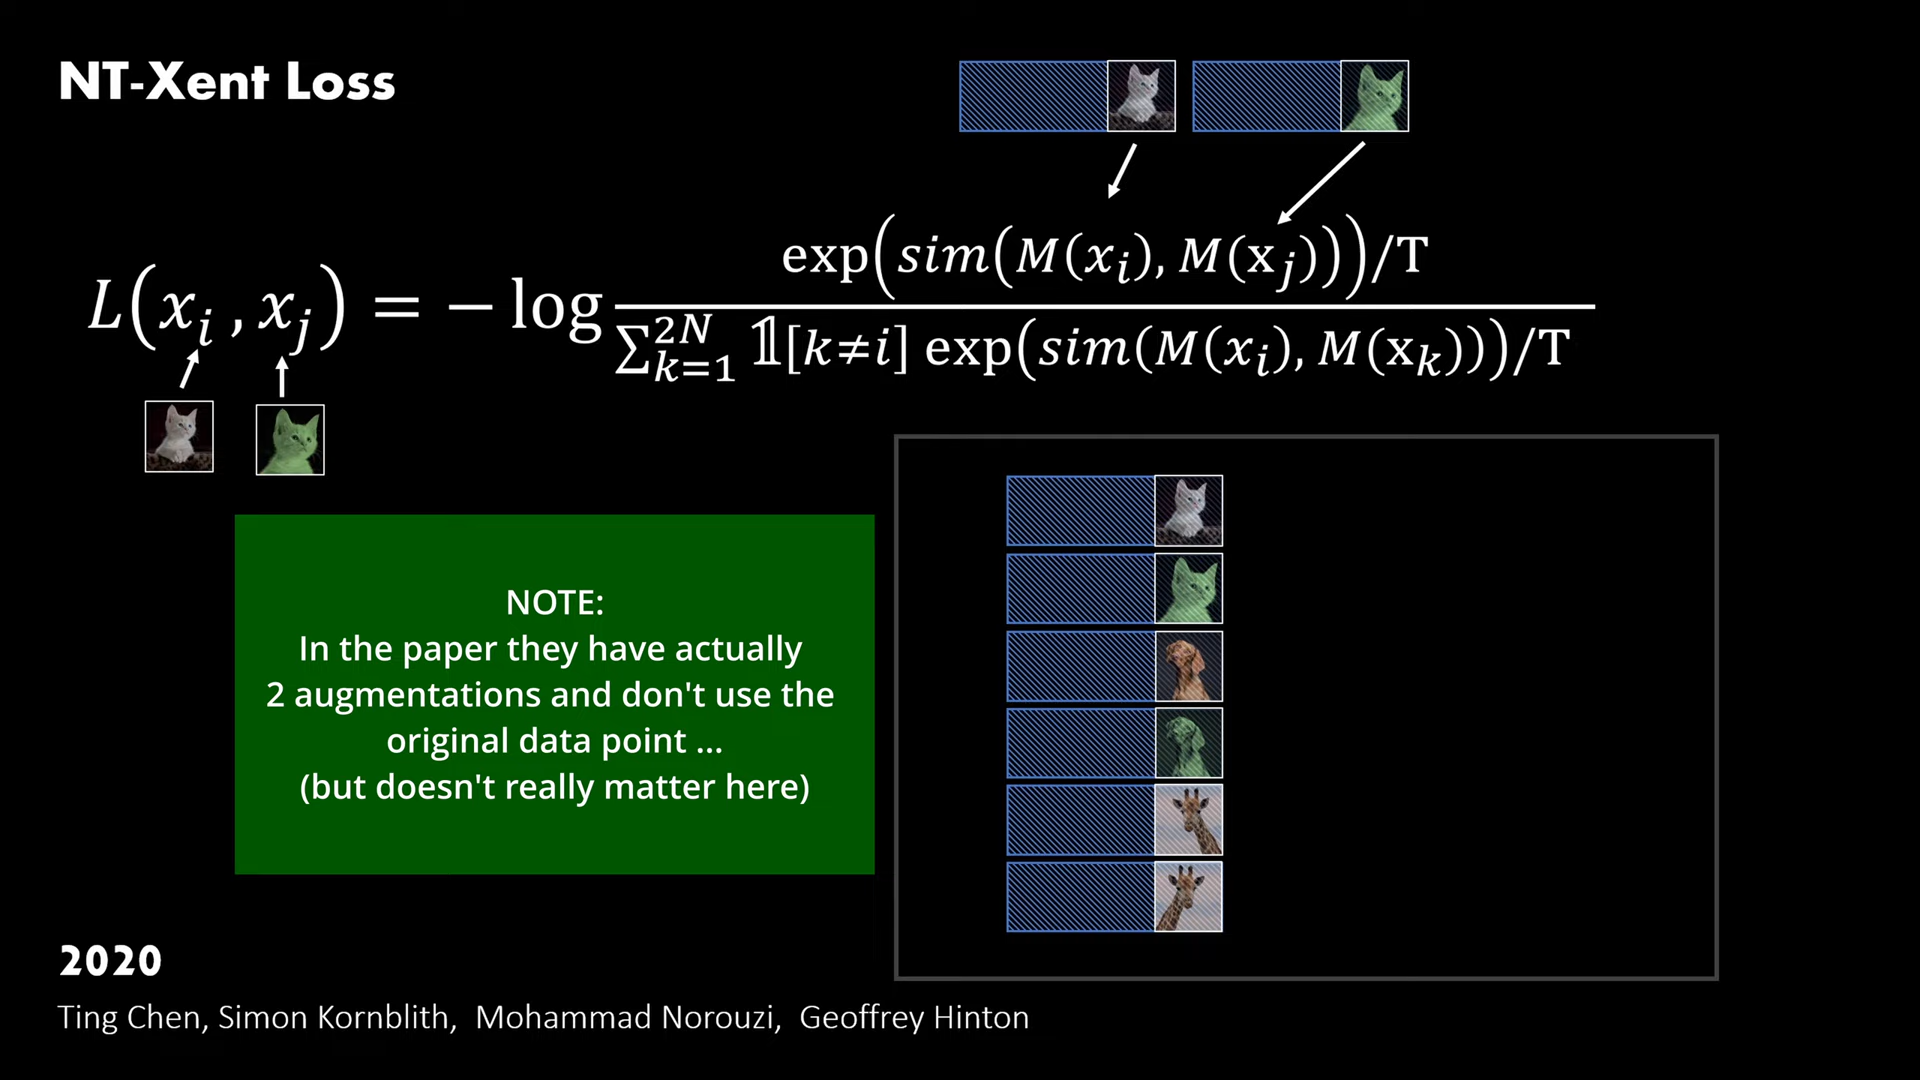 NT-Xent Loss
L(x_i , x_j) = − log exp(sim(M(x_i), M(x_j)))/T
∑_{k=1}^{2N} 𝟙[k≠i] exp(sim(M(x_i), M(x_k)))/T
NOTE:
In the paper they have actually
2 augmentations and don't use the
original data point ...
(but doesn't really matter here)
2020
Ting Chen, Simon Kornblith, Mohammad Norouzi, Geoffrey Hinton